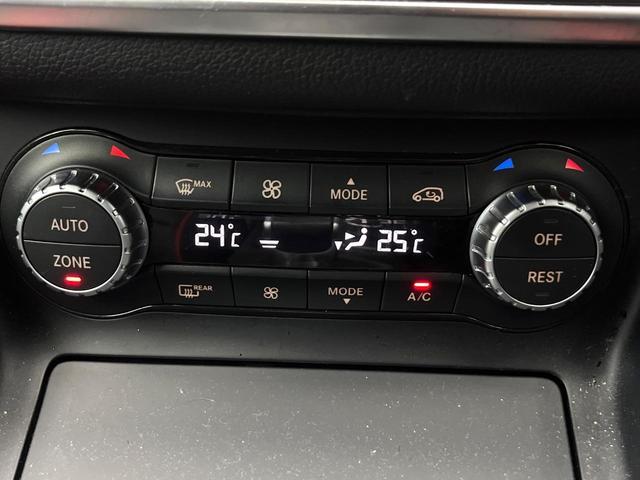 MAX
MODE
AUTO
ZONE
24°C
25°C
OFF
REST
REAR
MODE
A/C